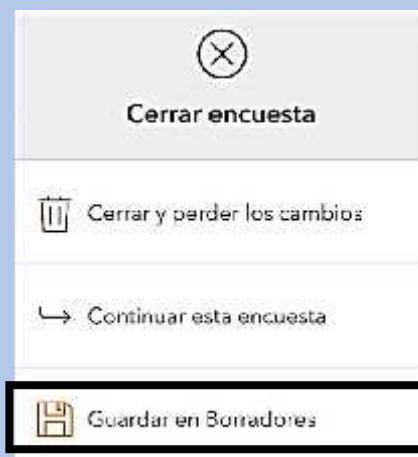 Cerrar encuesta
Cerrar y perder los cambios
Continuar esta encuesta
Guardar en Borradores